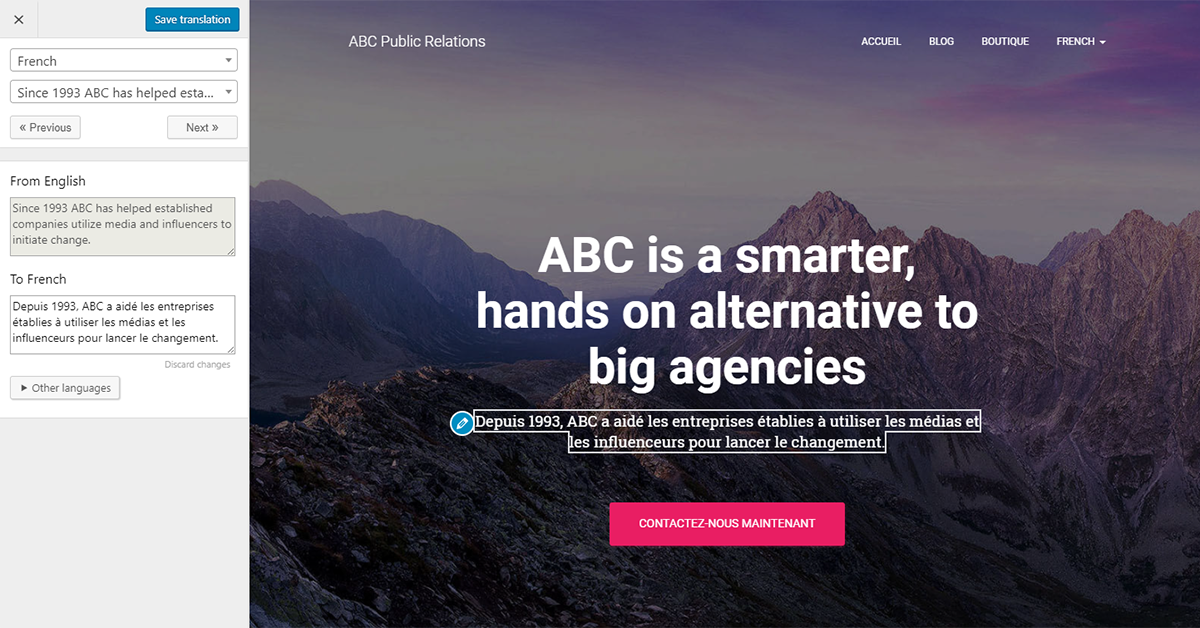 Save translation
French
Since 1993 ABC has helped esta...
« Previous
Next »
From English
Since 1993 ABC has helped established
companies utilize media and influencers to
initiate change.
To French
Depuis 1993, ABC a aidé les entreprises
établies à utiliser les médias et les
influenceurs pour lancer le changement.
Discard changes
Other languages
ABC Public Relations
ACCUEIL
BLOG
BOUTIQUE
FRENCH
ABC is a smarter,
hands on alternative to
big agencies
Depuis 1993, ABC a aidé les entreprises établies à utiliser les médias et
les influenceurs pour lancer le changement.
CONTACTEZ-NOUS MAINTENANT